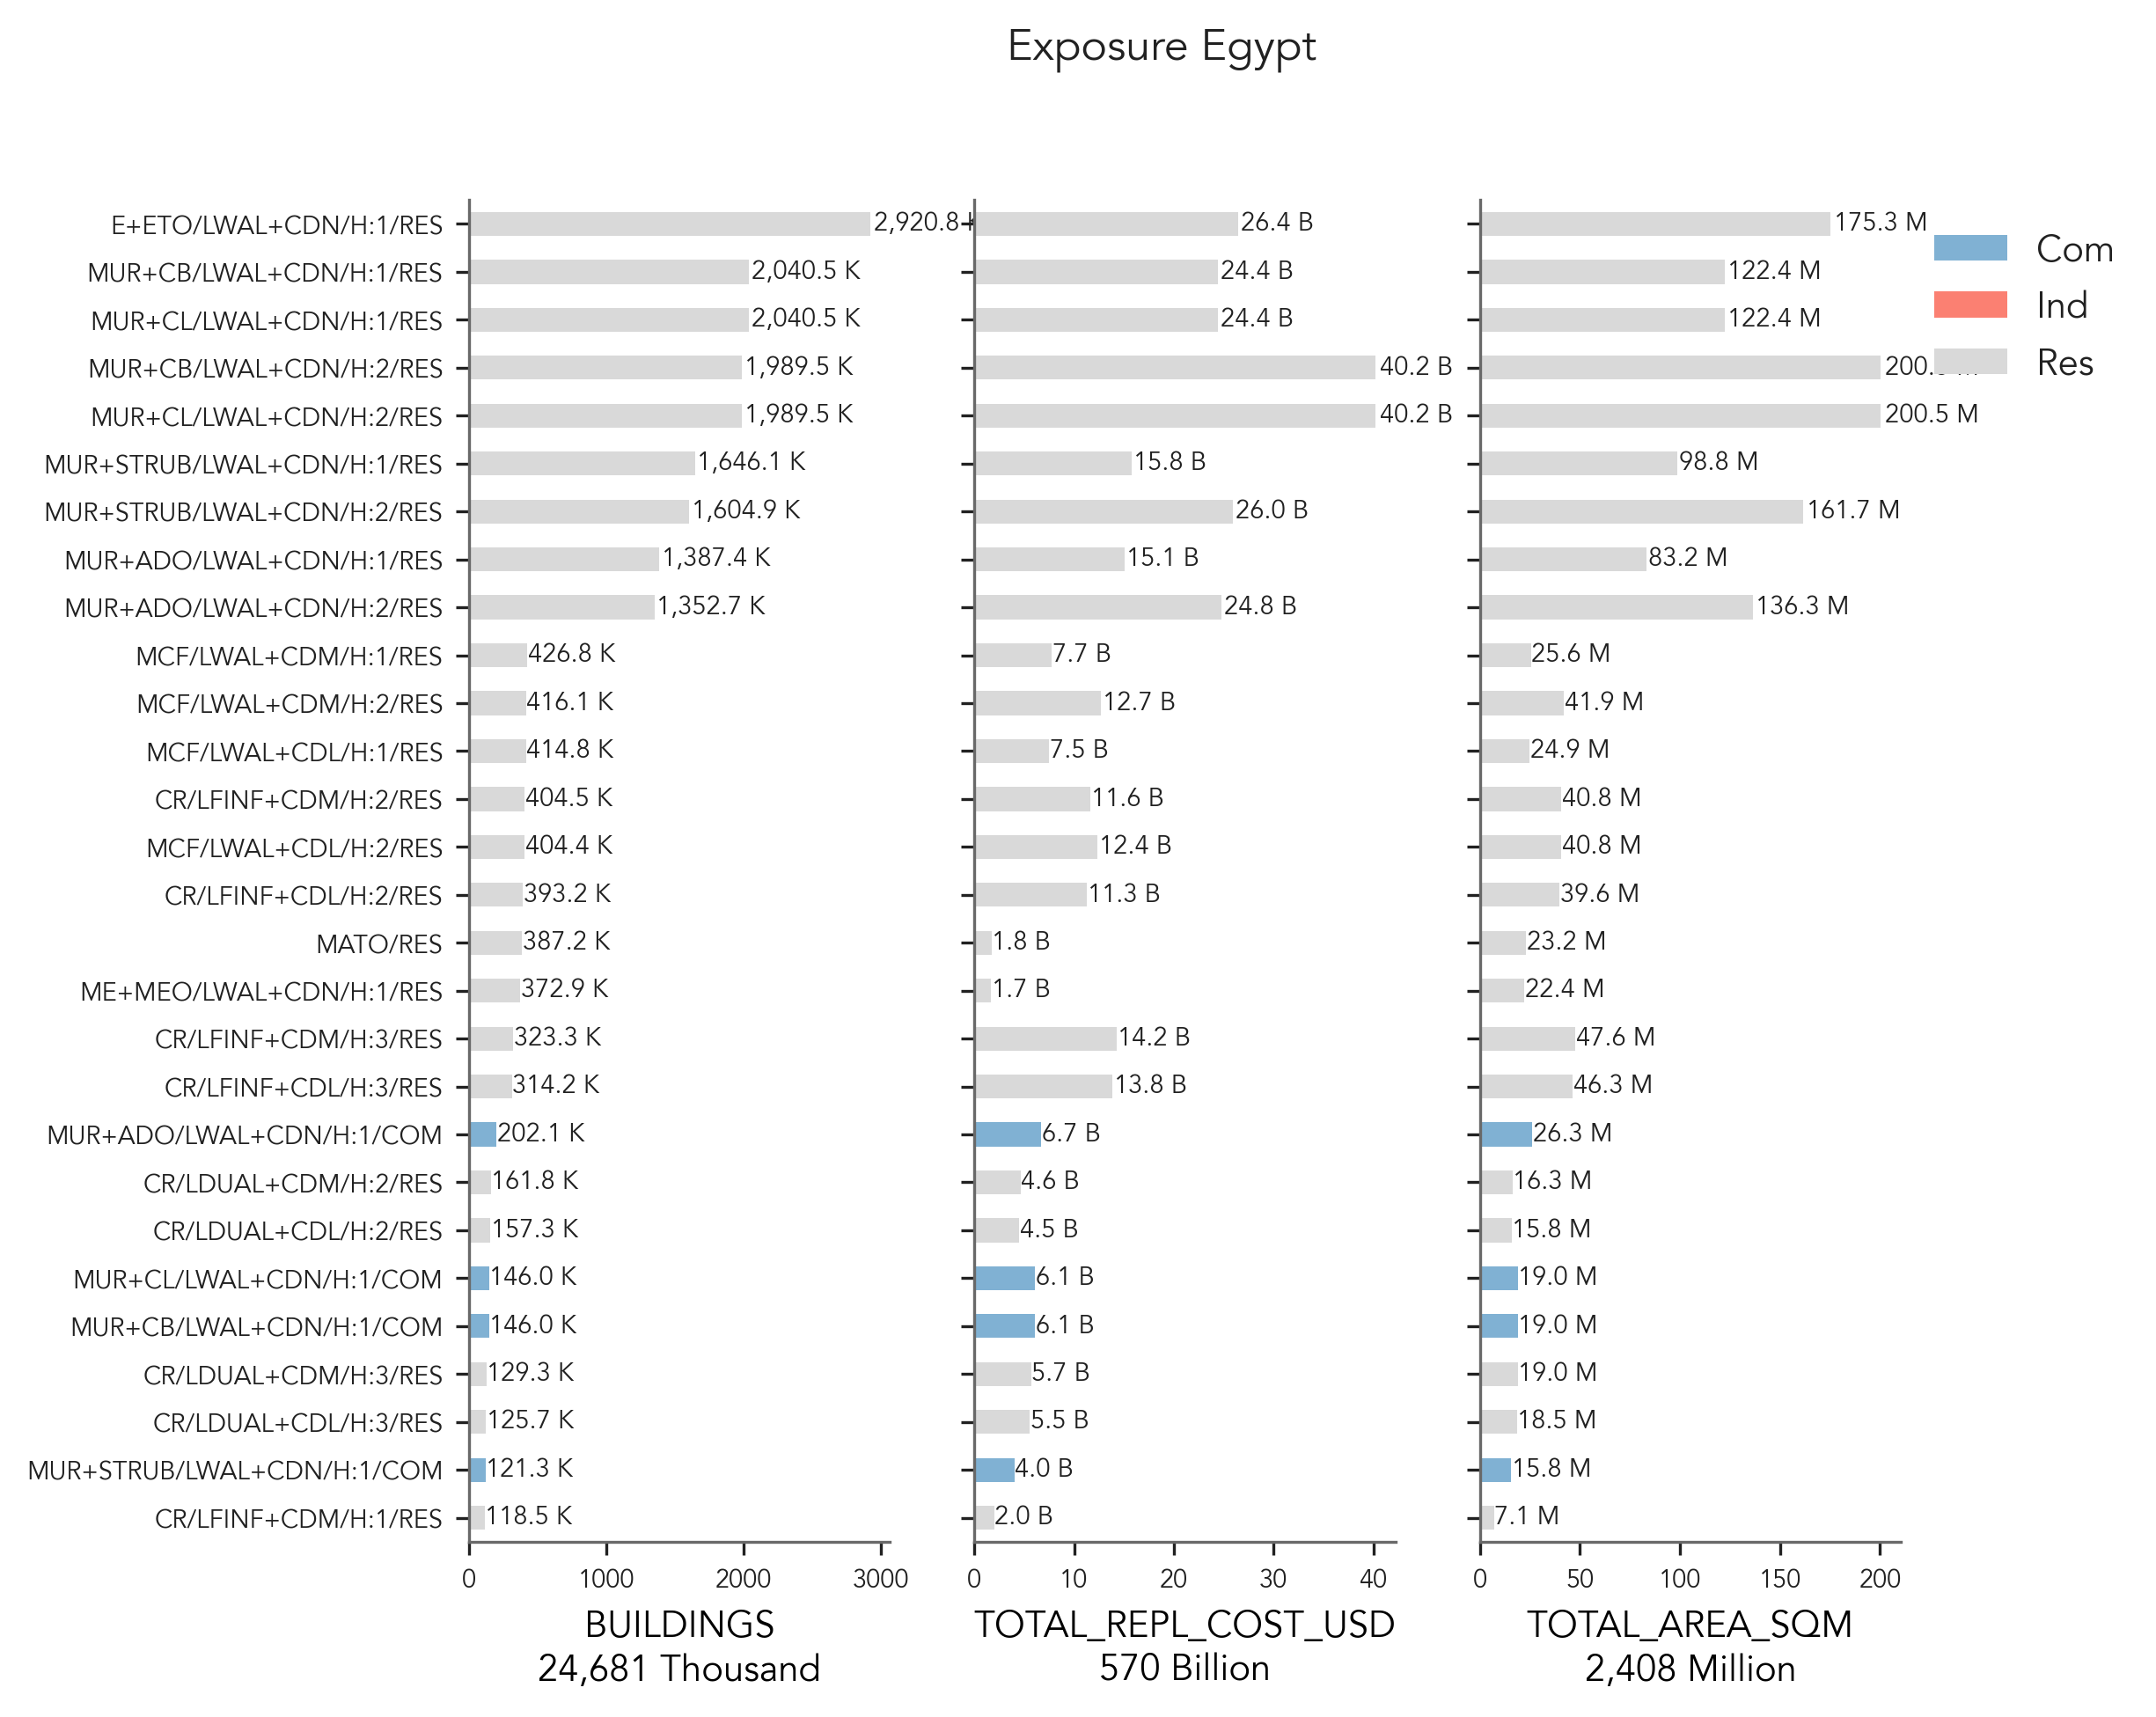 Exposure Egypt
E+ETO/LWAL+CDN/H:1/RES 2,920.8 26.4 B 175.3 M
Com
MUR+CB/LWAL+CDN/H:1/RES 2,040.5 K 24.4 B 122.4 M
Ind
MUR+CL/LWAL+CDN/H:1/RES 2,040.5 K 24.4 B 122.4 M
MUR+CB/LWAL+CDN/H:2/RES 1,989.5 K 40.2 B
Res
MUR+CL/LWAL+CDN/H:2/RES 1,989.5 K 40.2 B 200.5 M
MUR+STRUB/LWAL+CDN/H:1/RES 1,646.1 K 15.8 B 98.8 M
MUR+STRUB/LWAL+CDN/H:2/RES 1,604.9 K 26.0 B 161.7 M
MUR+ADO/LWAL+CDN/H:1/RES 1,387.4 K 15.1 B 83.2 M
MUR+ADO/LWAL+CDN/H:2/RES 1,352.7 K 24.8 B 136.3 M
MCF/LWAL+CDM/H:1/RES 426.8 K 7.7 B 25.6 M
MCF/LWAL+CDM/H:2/RES 416.1 K 12.7 B 41.9 M
MCF/LWAL+CDL/H:1/RES 414.8 K 7.5 B 24.9 M
CR/LFINF+CDM/H:2/RES 404.5 K 11.6 B 40.8 M
MCF/LWAL+CDL/H:2/RES 404.4 K 12.4 B 40.8 M
CR/LFINF+CDL/H:2/RES 393.2 K 11.3 B 39.6 M
MATO/RES 387.2 K 1.8 B 23.2 M
ME+MEO/LWAL+CDN/H:1/RES 372.9 K 1.7 B 22.4 M
CR/LFINF+CDM/H:3/RES 323.3 K 14.2 B 47.6 M
CR/LFINF+CDL/H:3/RES 314.2 K 13.8 B 46.3 M
MUR+ADO/LWAL+CDN/H:1/COM 202.1 K 6.7 B 26.3 M
CR/LDUAL+CDM/H:2/RES 161.8 K 4.6 B 16.3 M
CR/LDUAL+CDL/H:2/RES 157.3 K 4.5 B 15.8 M
MUR+CL/LWAL+CDN/H:1/COM 146.0 K 6.1 B 19.0 M
MUR+CB/LWAL+CDN/H:1/COM 146.0 K 6.1 B 19.0 M
CR/LDUAL+CDM/H:3/RES 129.3 K 5.7 B 19.0 M
CR/LDUAL+CDL/H:3/RES 125.7 K 5.5 B 18.5 M
MUR+STRUB/LWAL+CDN/H:1/COM 121.3 K 4.0 B 15.8 M
CR/LFINF+CDM/H:1/RES 118.5 K 2.0 B 7.1 M
0 1000 2000 3000 0 10 20 30 40 0 50 100 150 200
BUILDINGS TOTAL_REPL_COST_USD TOTAL_AREA_SQM
24,681 Thousand 570 Billion 2,408 Million